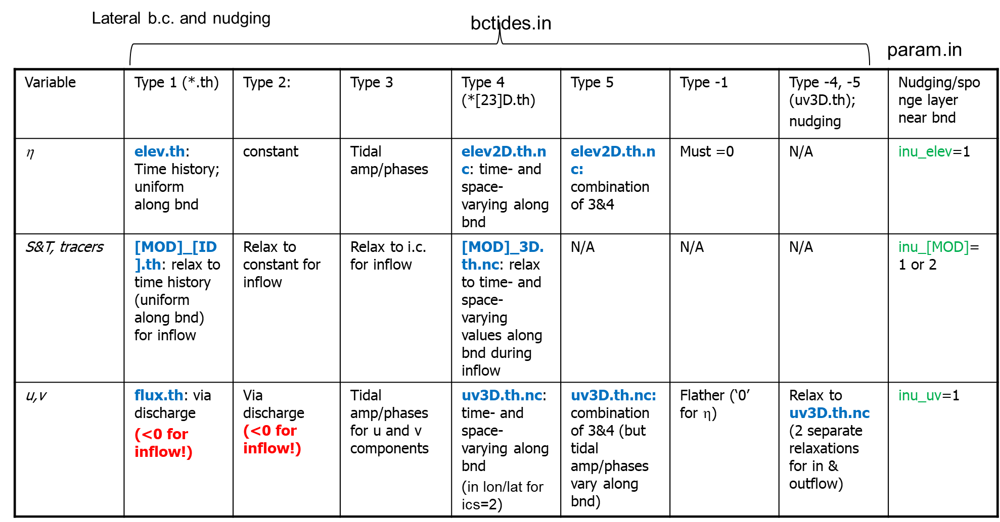 Lateral b.c. and nudging
bctides.in
param.in
Variable
Type 1 (*.th)
Type 2:
Type 3
Type 4
(*[23]D.th)
Type 5
Type -1
Type -4, -5
(uv3D.th);
nudging
Nudging/spo
nge layer
near bnd
η
elev.th:
Time history;
uniform
along bnd
constant
Tidal
amp/phases
elev2D.th.n
c: time- and
space-
varying along
bnd
elev2D.th.n
c:
combination
of 3&4
Must =0
N/A
inu_elev=1
S&T, tracers
[MOD]_[ID
].th: relax to
time history
(uniform
along bnd)
for inflow
Relax to
constant for
inflow
Relax to i.c.
for inflow
[MOD]_3D.
th.nc: relax
to time- and
space-
varying
values along
bnd during
inflow
N/A
N/A
N/A
inu_[MOD]=
1 or 2
u,v
flux.th: via
discharge
(<0 for
inflow!)
Via
discharge
(<0 for
inflow!)
Tidal
amp/phases
for u and v
components
uv3D.th.nc:
time- and
space-
varying along
bnd
(in lon/lat for
ics=2)
uv3D.th.nc:
combination
of 3&4 (but
tidal
amp/phases
vary along
bnd)
Flather (‘0’
for η)
Relax to
uv3D.th.nc
(2 separate
relaxations
for in &
outflow)
inu_uv=1